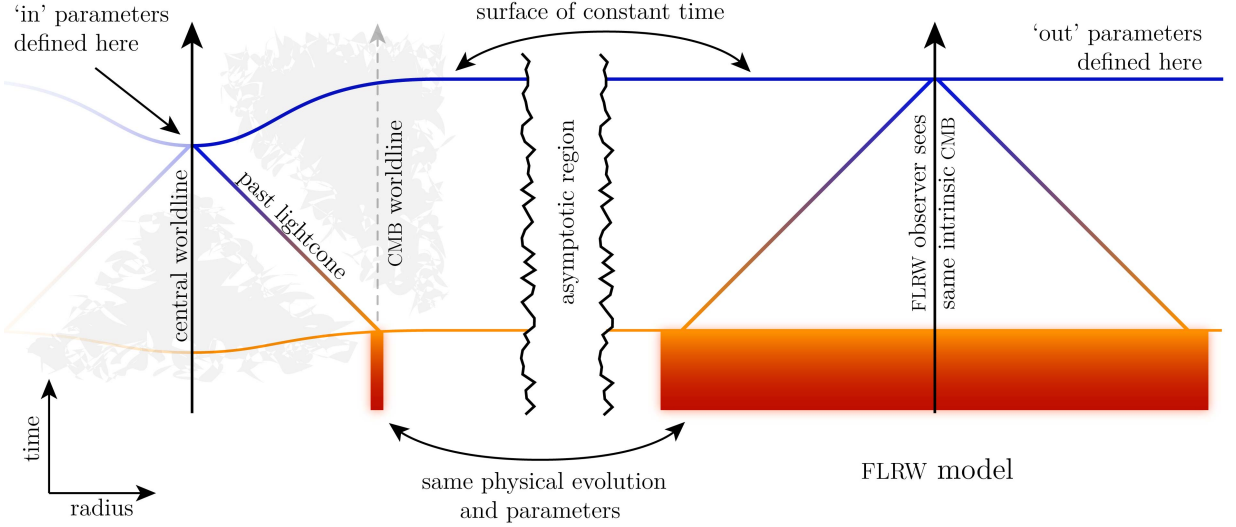 ‘in’ parameters
defined here
surface of constant time
‘out’ parameters
defined here
central worldline
past lightcone
CMB worldline
asymptotic region
FLRW observer sees
same intrinsic CMB
time
radius
same physical evolution
and parameters
FLRW model